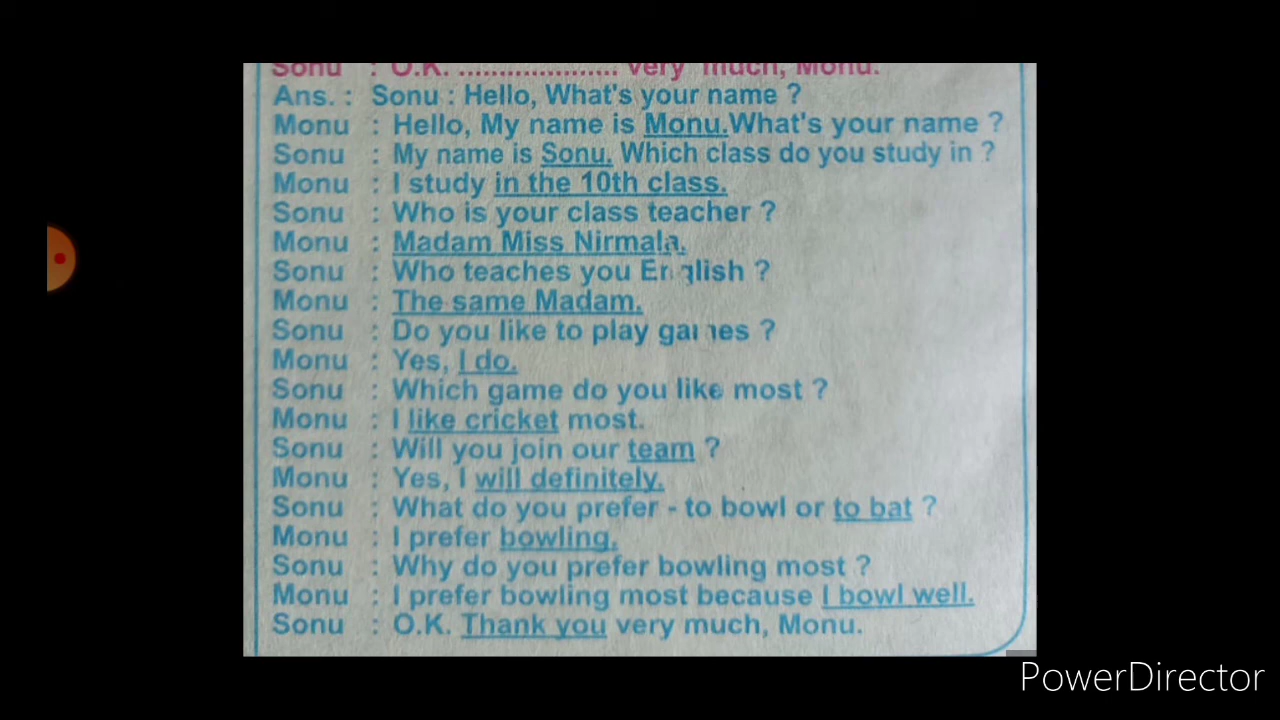 Sonu : O.K. ..................... very much, Monu.
Ans. : Sonu : Hello, What's your name ?
Monu : Hello, My name is Monu.What's your name ?
Sonu : My name is Sonu. Which class do you study in ?
Monu : I study in the 10th class.
Sonu : Who is your class teacher ?
Monu : Madam Miss Nirmala.
Sonu : Who teaches you English ?
Monu : The same Madam.
Sonu : Do you like to play games ?
Monu : Yes, I do.
Sonu : Which game do you like most ?
Monu : I like cricket most.
Sonu : Will you join our team ?
Monu : Yes, I will definitely.
Sonu : What do you prefer - to bowl or to bat ?
Monu : I prefer bowling.
Sonu : Why do you prefer bowling most ?
Monu : I prefer bowling most because I bowl well.
Sonu : O.K. Thank you very much, Monu.
PowerDirector